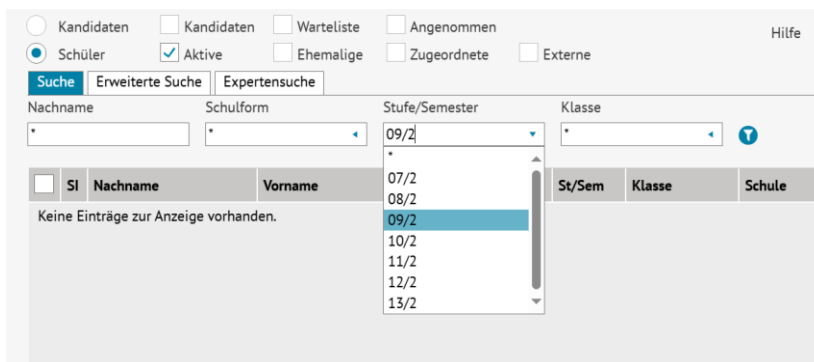 Kandidaten Kandidaten Warteliste Angenommen Hilfe
Schüler Aktive Ehemalige Zugeordnete Externe
Suche Erweiterte Suche Expertensuche
Nachname Schulform Stufe/Semester Klasse
* * 09/2 *
*
SI Nachname Vorname St/Sem Klasse Schule
07/2
08/2
Keine Einträge zur Anzeige vorhanden. 09/2
10/2
11/2
12/2
13/2